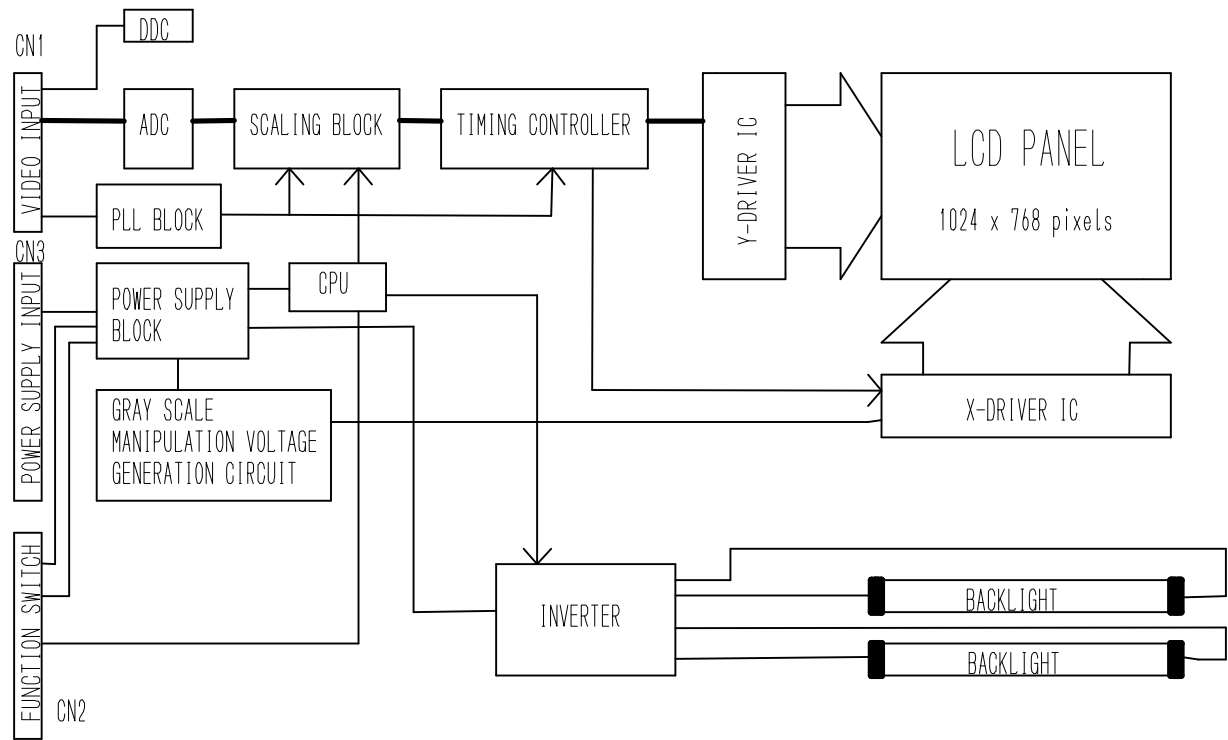 DDC
CN1
VIDEO INPUT
ADC
SCALING BLOCK
TIMING CONTROLLER
Y-DRIVER IC
LCD PANEL
1024 x 768 pixels
PLL BLOCK
CN3
POWER SUPPLY INPUT
POWER SUPPLY
BLOCK
CPU
GRAY SCALE
MANIPULATION VOLTAGE
GENERATION CIRCUIT
X-DRIVER IC
FUNCTION SWITCH
CN2
INVERTER
BACKLIGHT
BACKLIGHT